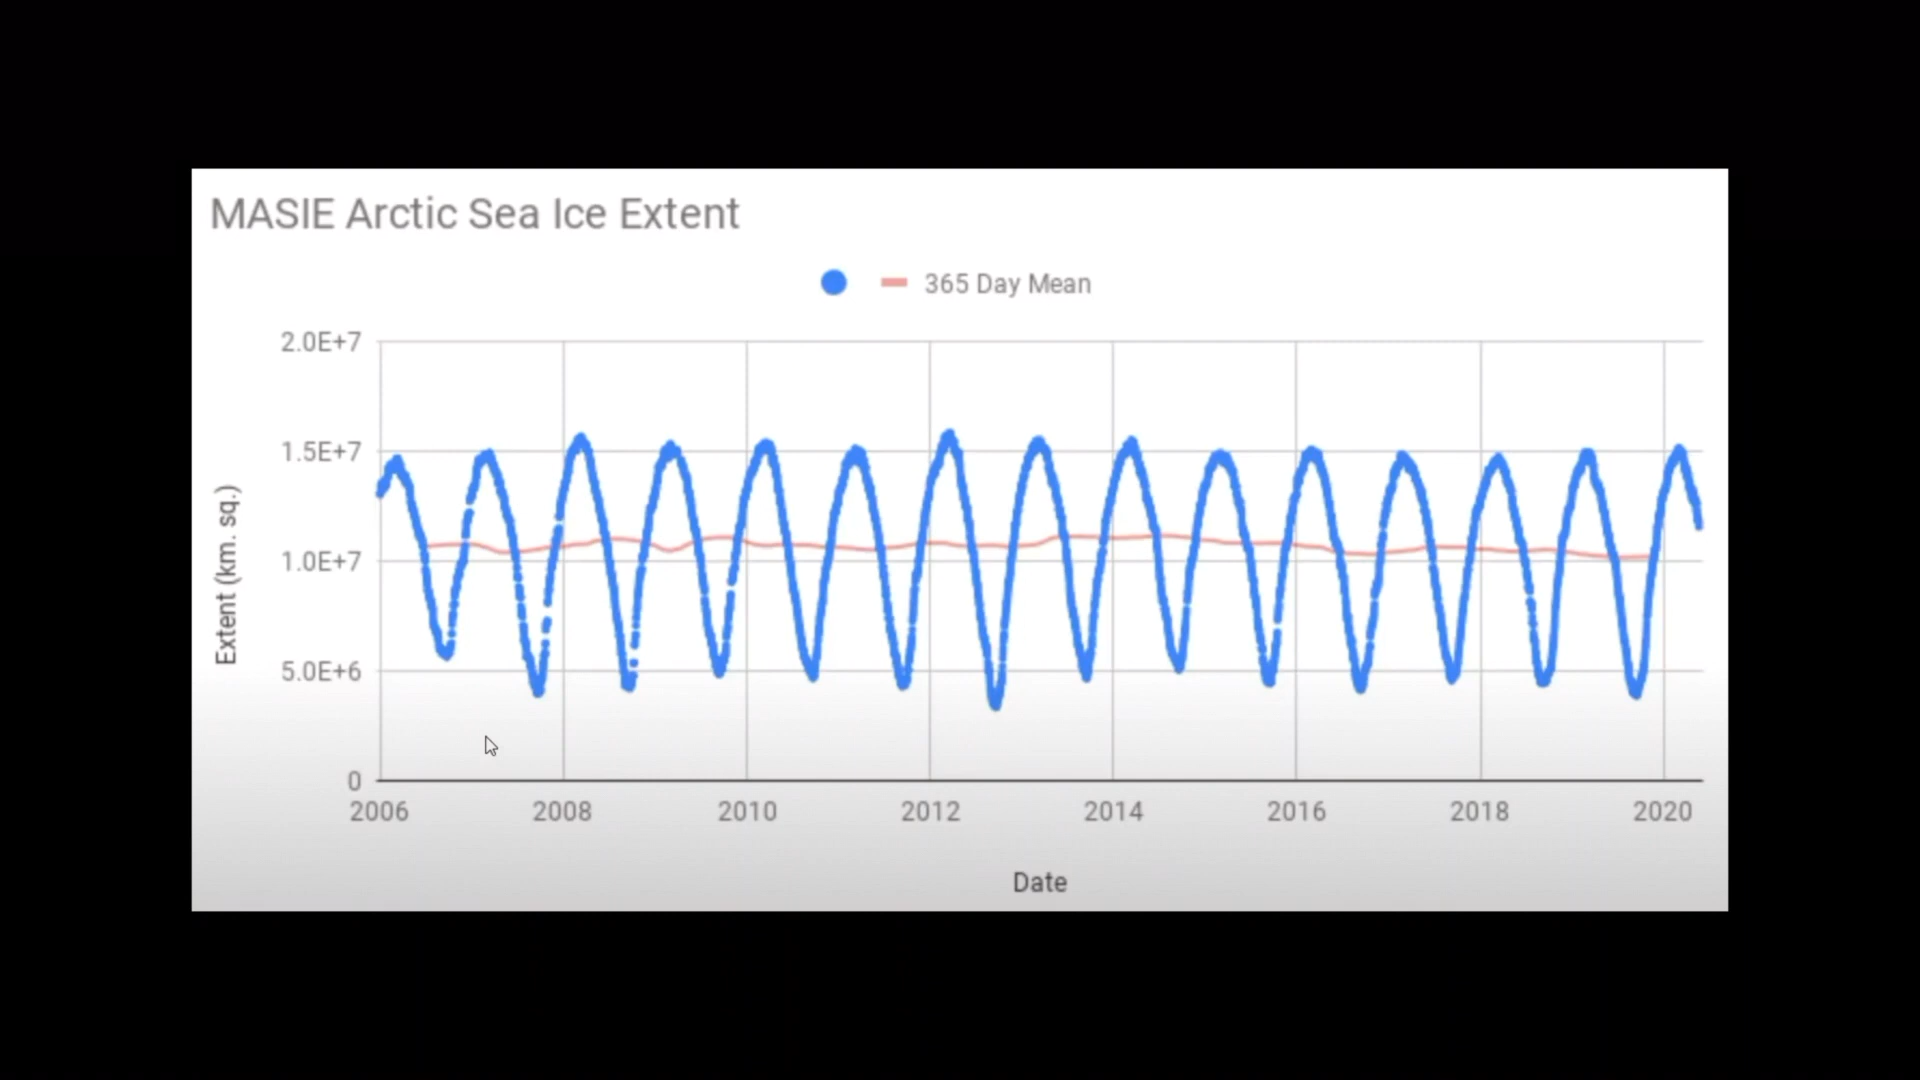 MASIE Arctic Sea Ice Extent
365 Day Mean
2.0E+7
1.5E+7
1.0E+7
5.0E+6
0
Extent (km. sq.)
2006 2008 2010 2012 2014 2016 2018 2020
Date